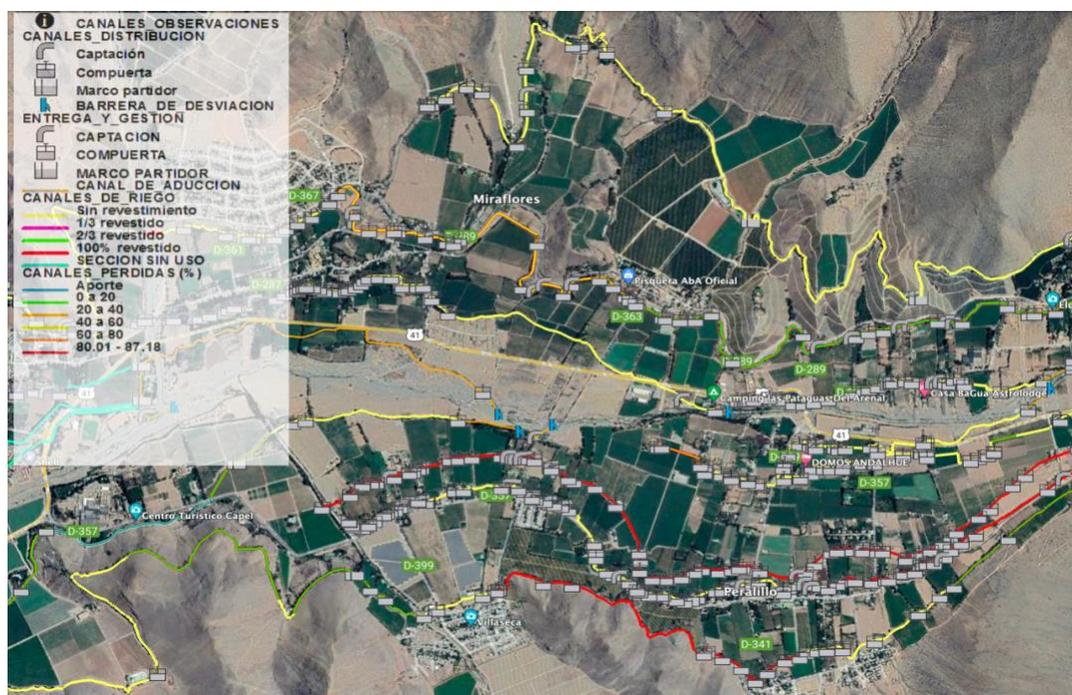 CANALES_OBSERVACIONES
CANALES_DISTRIBUCION
Captación
Compuerta
Marco partidor
BARRERA_DE_DESVIACION
ENTREGA_Y_GESTION
CAPTACION
COMPUERTA
MARCO PARTIDOR
CANAL_DE_ADUCCION
CANALES_DE_RIEGO
Sin revestimiento
1/3 revestido
2/3 revestido
100% revestido
SECCION SIN USO
CANALES_PERDIDAS (%)
Aporte
0 a 20
20 a 40
40 a 60
60 a 80
80.01 - 87.18
D-367
Miraflores
D-361
D-287
Pisquera AbA Oficial
D-363
41
D-289
41
Camping las Pataguas Del Arenal
Casa BaGua Astrolodge
41
DOMOS ANDALHUE
D-357
Centro Turístico Capel
D-357
D-399
Peralillo
Villaseca
D-341